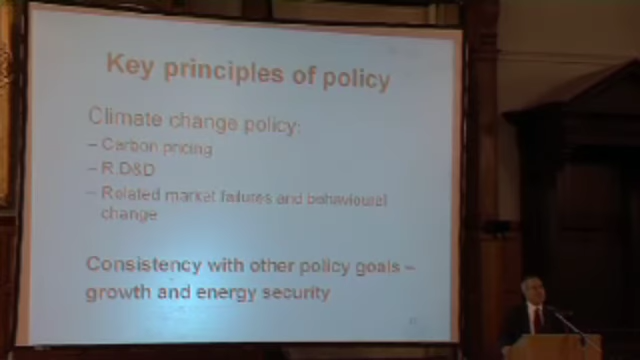 Key principles of policy
Climate change policy:
– Carbon pricing
– R,D&D
– Related market failures and behavioural
change
Consistency with other policy goals –
growth and energy security